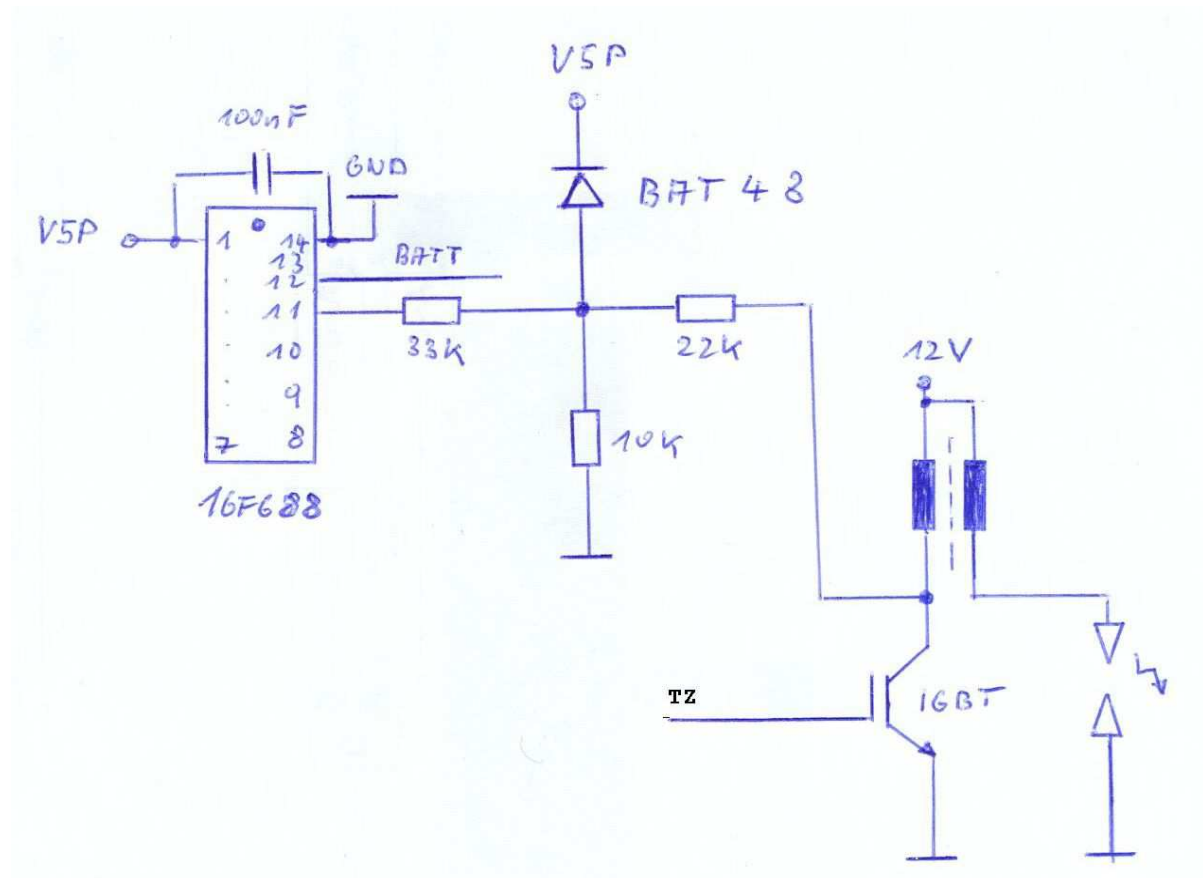 V5P
100nF
GND
BAT 48
V5P
1
14
13
BATT
12
11
33K
22K
12V
10
9
10K
7
8
16F688
TZ
IGBT